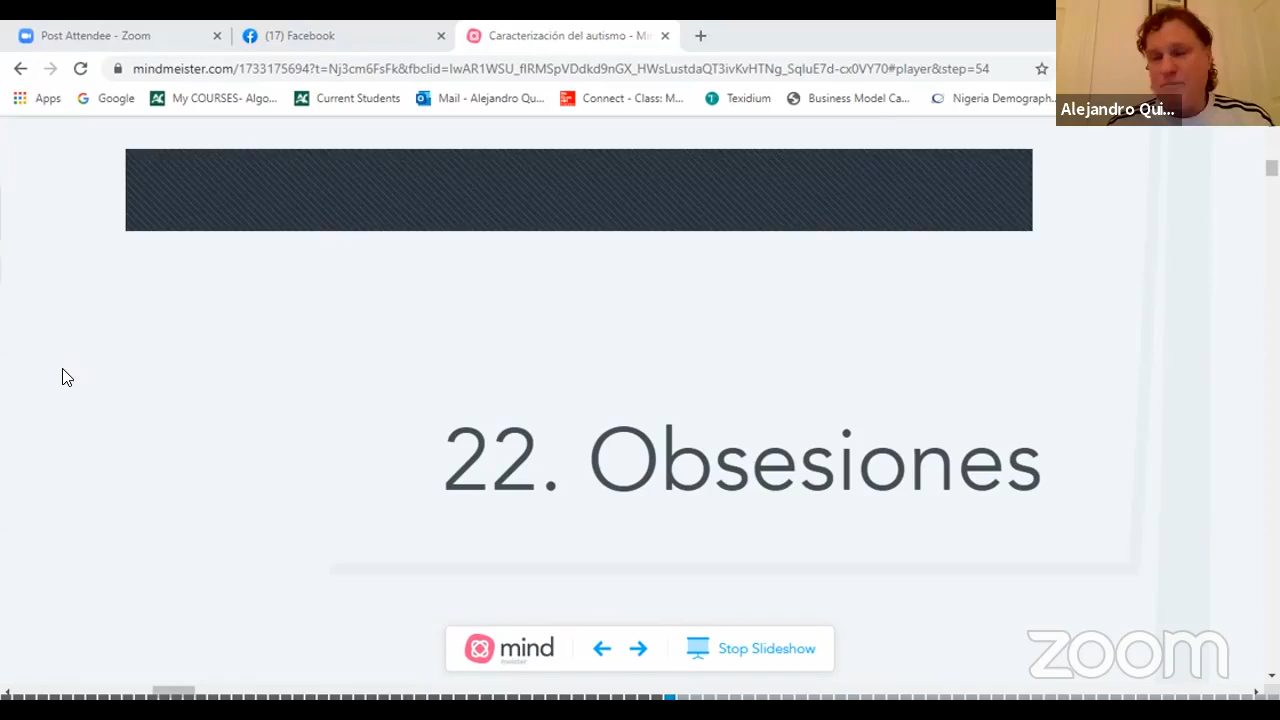 Post Attendee - Zoom
(17) Facebook
Caracterización del autismo - Mi
mindmeister.com/1733175694?t=Nj3cm6FsFk&fbclid=IwAR1WSU_fIRMSpVDdkd9nGX_HWsLustdaQT3ivKvHTNg_SqluE7d-cx0VY70#player&step=54
Apps
Google
My COURSES- Algo...
Current Students
Mail - Alejandro Qu...
Connect - Class: M...
Texidium
Business Model Ca...
Nigeria Demograph...
Alejandro Qui...
22. Obsesiones
mind
meister
Stop Slideshow
zoom